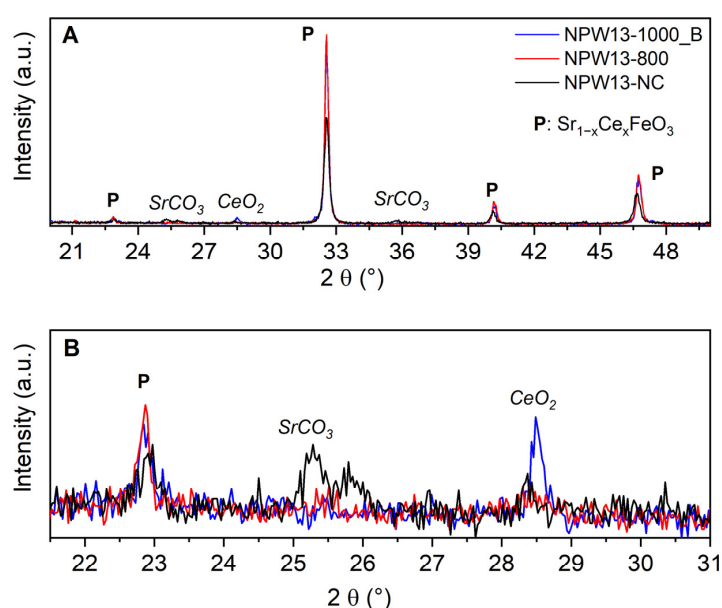 A
P
NPW13-1000_B
NPW13-800
NPW13-NC
P: Sr₁₋ₓCeₓFeO₃
P
SrCO₃
CeO₂
SrCO₃
P
P
Intensity (a.u.)
21 24 27 30 33 36 39 42 45 48
2 θ (°)
B
P
SrCO₃
CeO₂
Intensity (a.u.)
22 23 24 25 26 27 28 29 30 31
2 θ (°)